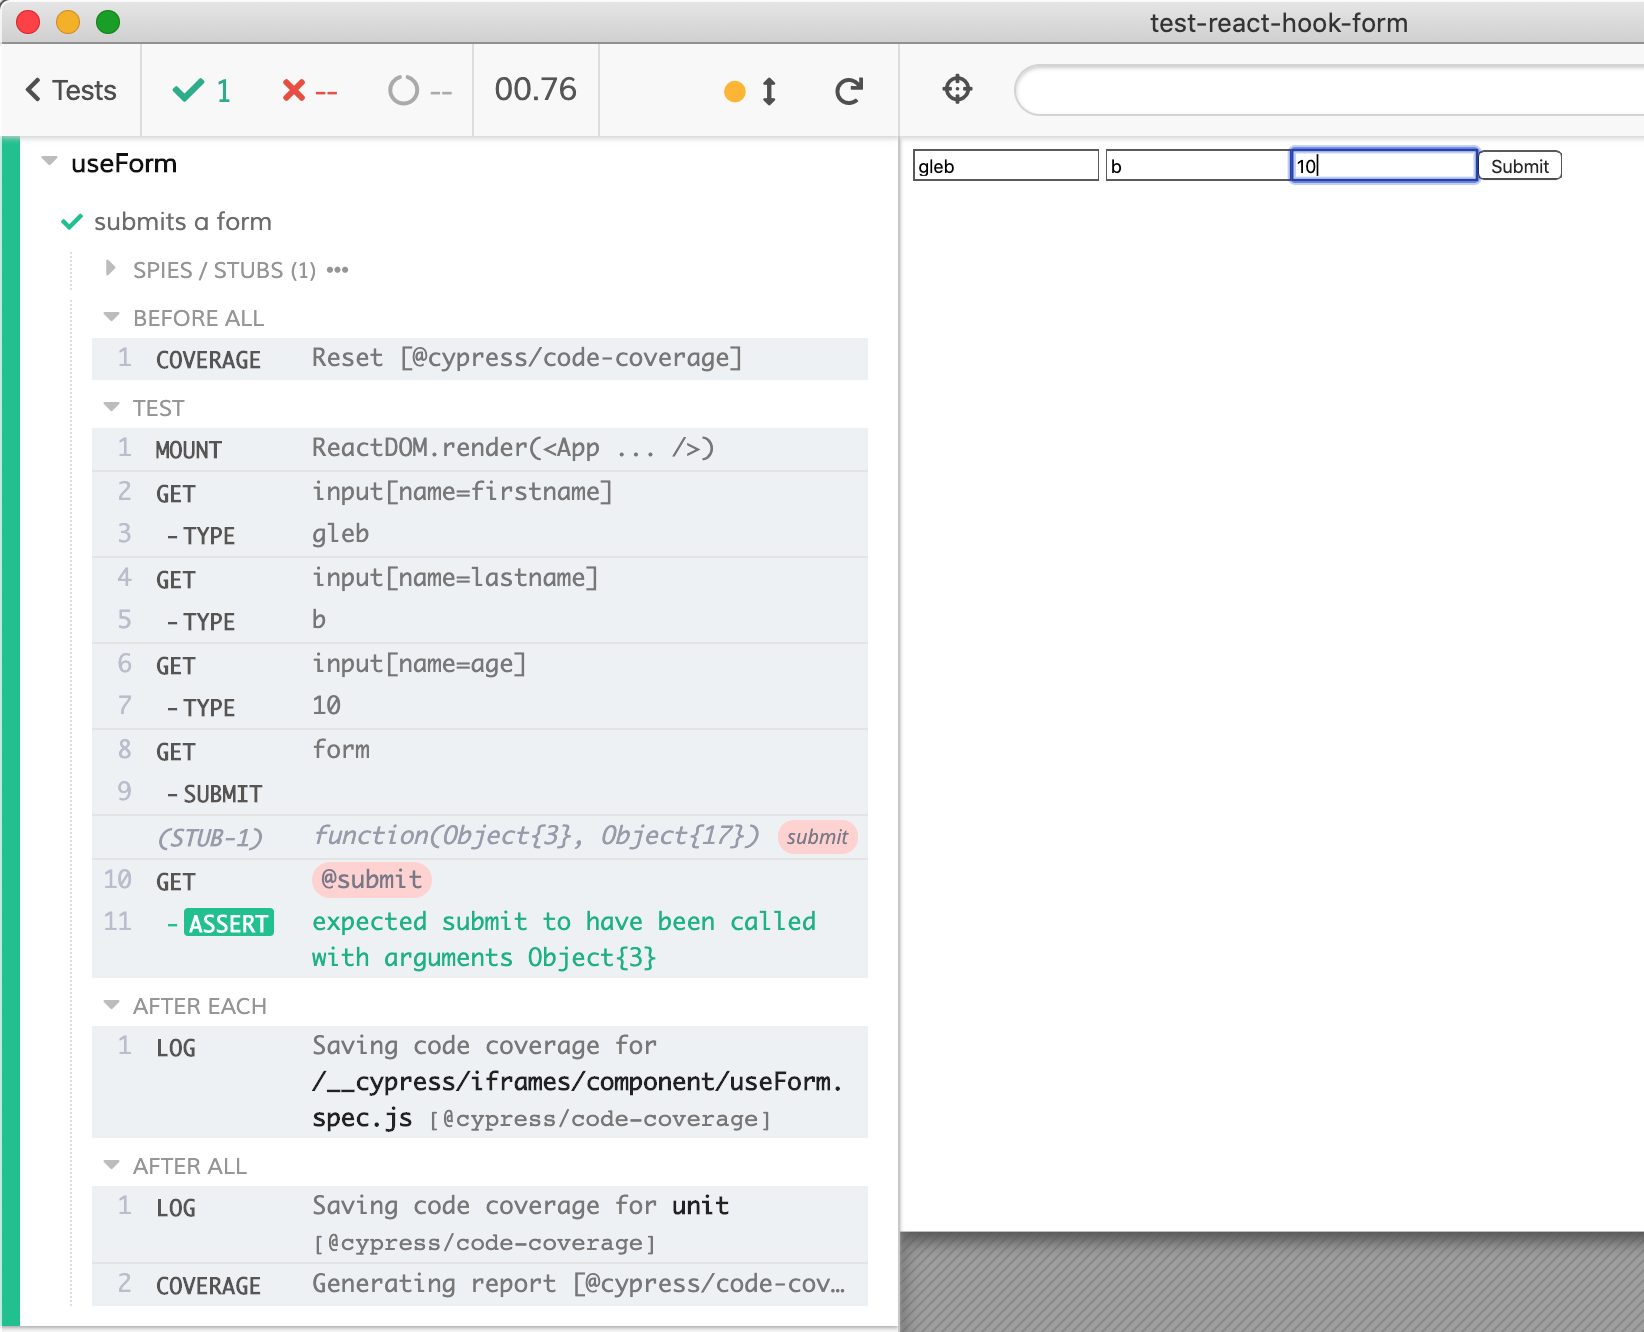 test-react-hook-form
Tests 1 -- -- 00.76
gleb b 10 Submit
useForm
submits a form
SPIES / STUBS (1) •••
BEFORE ALL
1 COVERAGE Reset [@cypress/code-coverage]
TEST
1 MOUNT ReactDOM.render(<App ... />)
2 GET input[name=firstname]
3 -TYPE gleb
4 GET input[name=lastname]
5 -TYPE b
6 GET input[name=age]
7 -TYPE 10
8 GET form
9 -SUBMIT
(STUB-1) function(Object{3}, Object{17}) submit
10 GET @submit
11 -ASSERT expected submit to have been called
with arguments Object{3}
AFTER EACH
1 LOG Saving code coverage for
/__cypress/iframes/component/useForm.
spec.js [@cypress/code-coverage]
AFTER ALL
1 LOG Saving code coverage for unit
[@cypress/code-coverage]
2 COVERAGE Generating report [@cypress/code-cov…